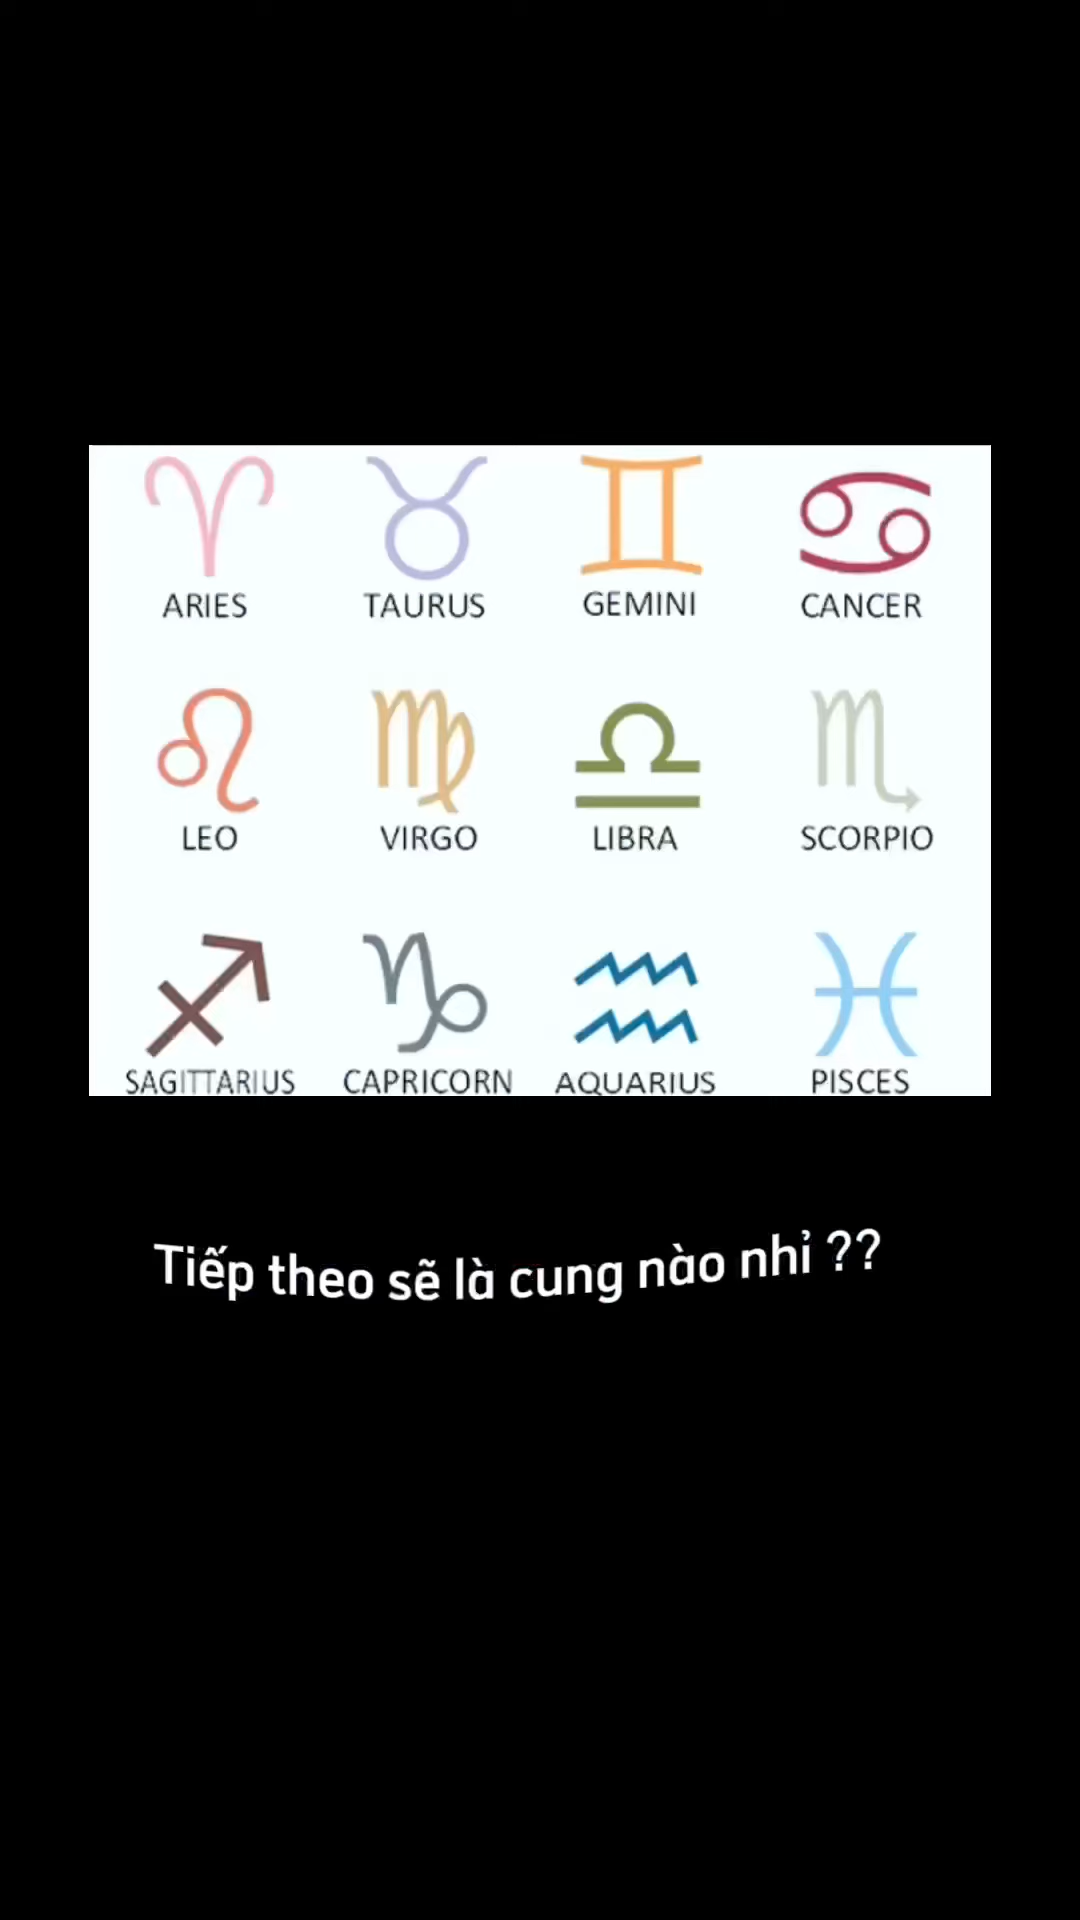 ARIES TAURUS GEMINI CANCER
LEO VIRGO LIBRA SCORPIO
SAGITTARIUS CAPRICORN AQUARIUS PISCES
Tiếp theo sẽ là cung nào nhỉ ??